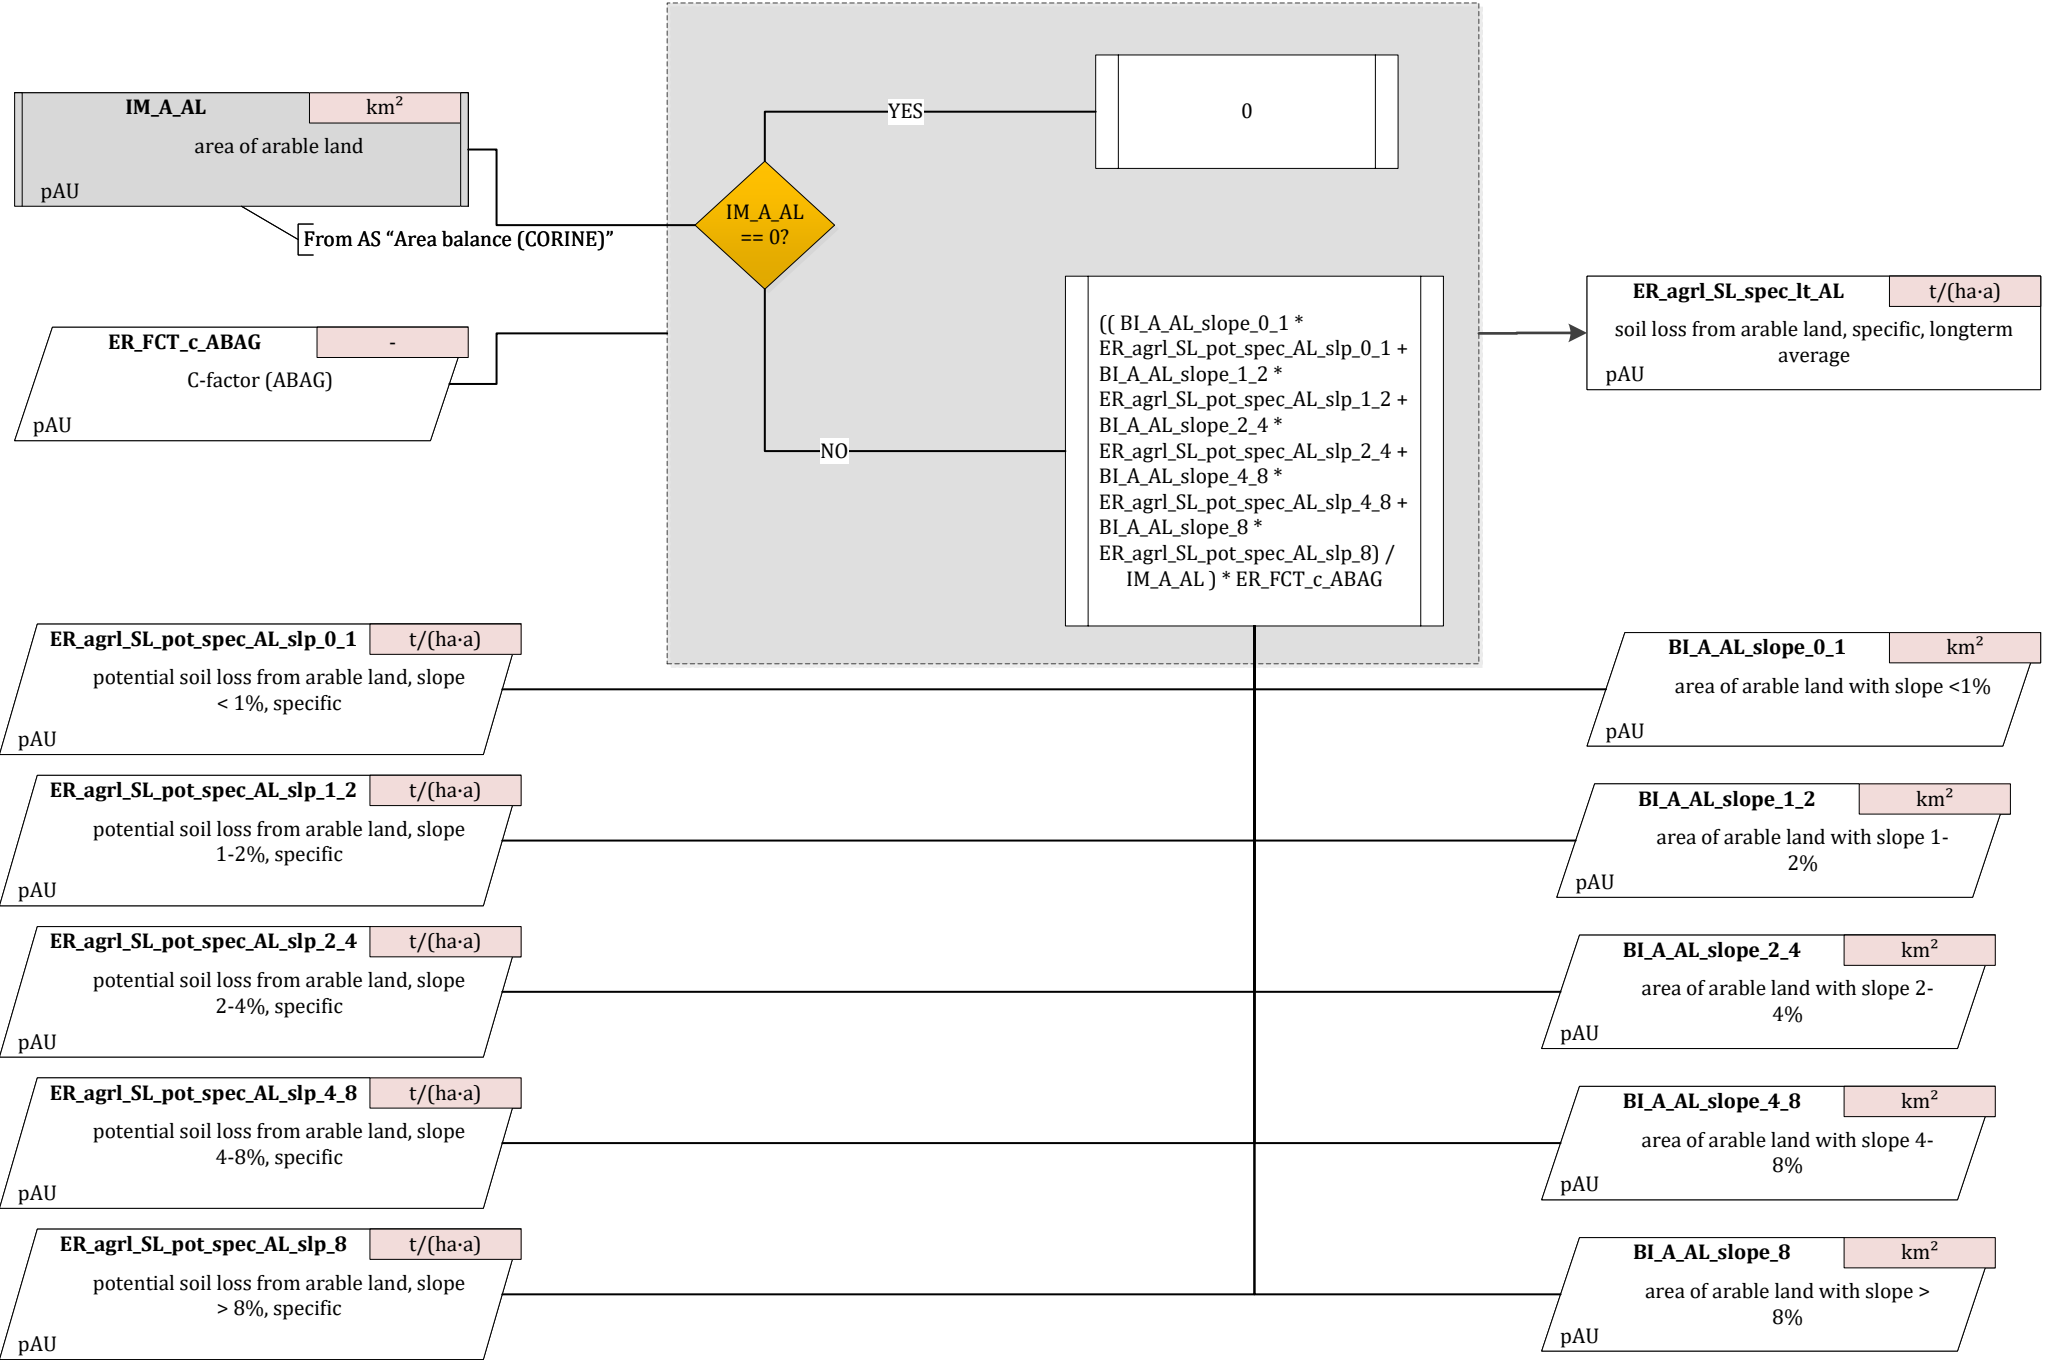 IM_A_AL
km²
area of arable land
pAU
From AS “Area balance (CORINE)”
ER_FCT_c_ABAG
-
C-factor (ABAG)
pAU
IM_A_AL
== 0?
YES
0
NO
(( BI_A_AL_slope_0_1 *
ER_agrl_SL_pot_spec_AL_slp_0_1 +
BI_A_AL_slope_1_2 *
ER_agrl_SL_pot_spec_AL_slp_1_2 +
BI_A_AL_slope_2_4 *
ER_agrl_SL_pot_spec_AL_slp_2_4 +
BI_A_AL_slope_4_8 *
ER_agrl_SL_pot_spec_AL_slp_4_8 +
BI_A_AL_slope_8 *
ER_agrl_SL_pot_spec_AL_slp_8) /
IM_A_AL ) * ER_FCT_c_ABAG
ER_agrl_SL_spec_lt_AL
t/(ha·a)
soil loss from arable land, specific, longterm
average
pAU
ER_agrl_SL_pot_spec_AL_slp_0_1
t/(ha·a)
potential soil loss from arable land, slope
< 1%, specific
pAU
BI_A_AL_slope_0_1
km²
area of arable land with slope <1%
pAU
ER_agrl_SL_pot_spec_AL_slp_1_2
t/(ha·a)
potential soil loss from arable land, slope
1-2%, specific
pAU
BI_A_AL_slope_1_2
km²
area of arable land with slope 1-
2%
pAU
ER_agrl_SL_pot_spec_AL_slp_2_4
t/(ha·a)
potential soil loss from arable land, slope
2-4%, specific
pAU
BI_A_AL_slope_2_4
km²
area of arable land with slope 2-
4%
pAU
ER_agrl_SL_pot_spec_AL_slp_4_8
t/(ha·a)
potential soil loss from arable land, slope
4-8%, specific
pAU
BI_A_AL_slope_4_8
km²
area of arable land with slope 4-
8%
pAU
ER_agrl_SL_pot_spec_AL_slp_8
t/(ha·a)
potential soil loss from arable land, slope
> 8%, specific
pAU
BI_A_AL_slope_8
km²
area of arable land with slope >
8%
pAU